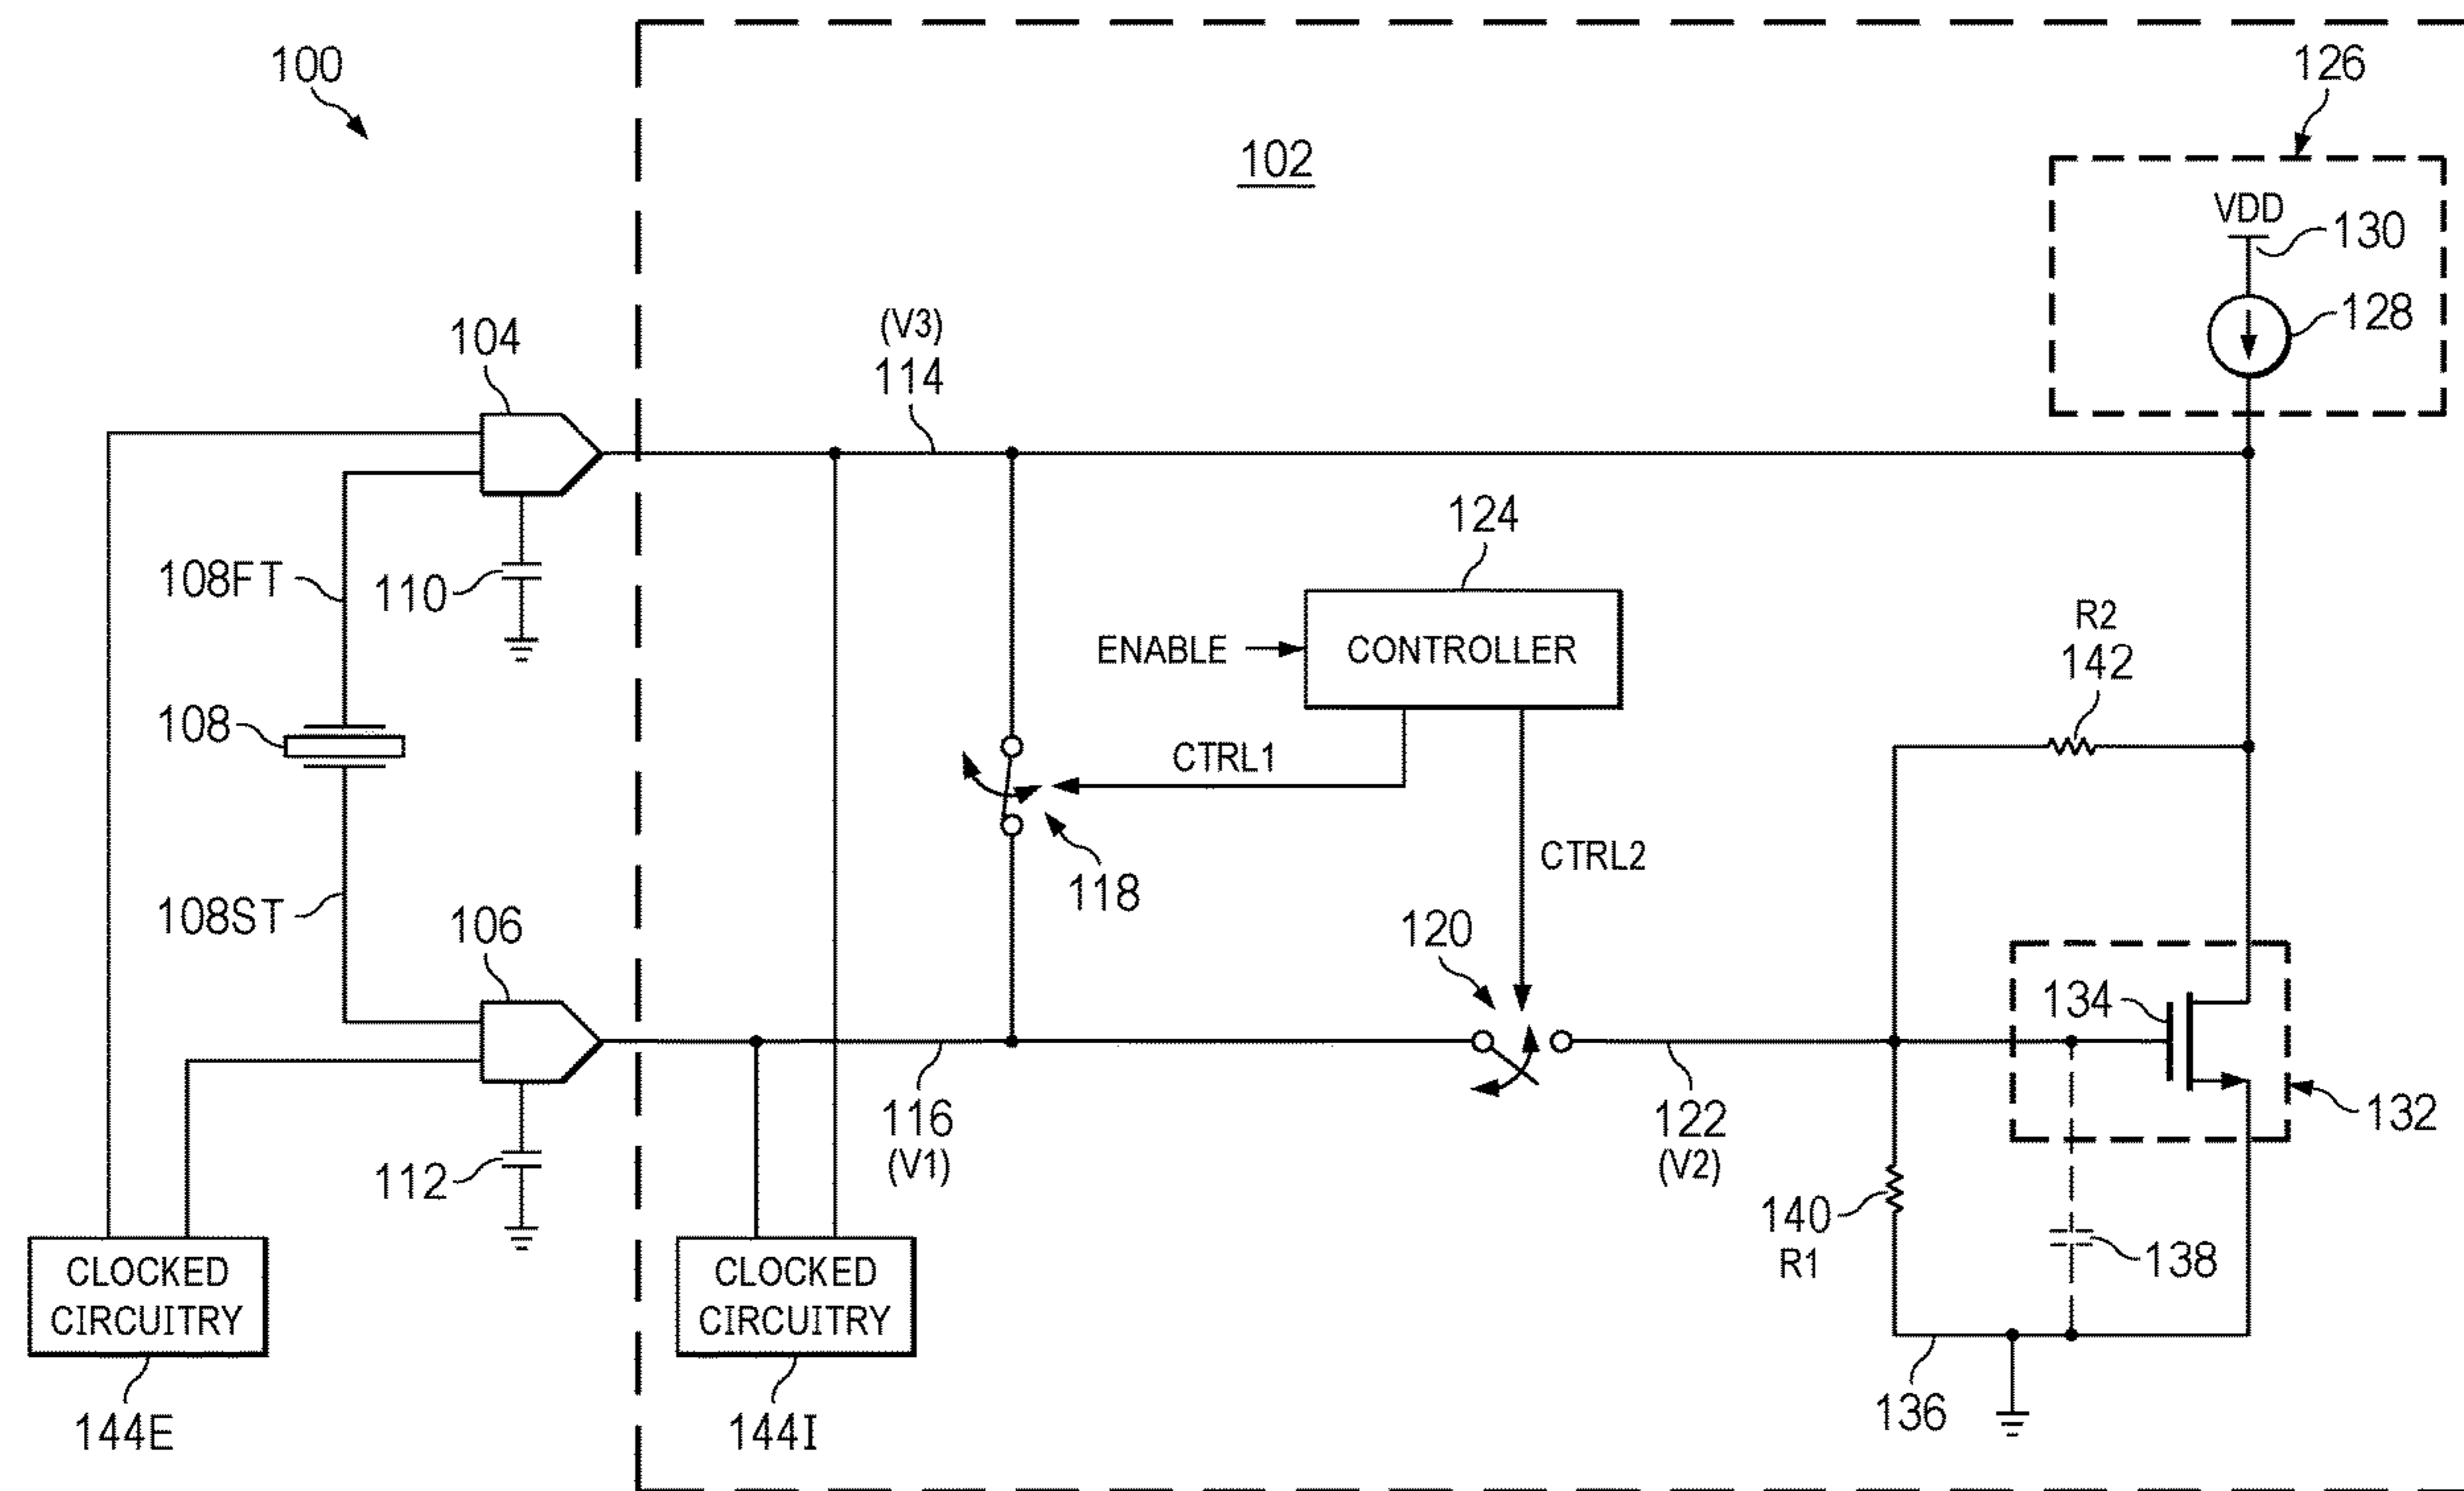 100
102
126
VDD
130
128
104
(V3)
114
124
ENABLE
CONTROLLER
R2
142
108FT
110
108
CTRL1
118
CTRL2
108ST
106
120
134
116
(V1)
122
(V2)
132
112
140
R1
138
CLOCKED
CIRCUITRY
CLOCKED
CIRCUITRY
136
144E
144I